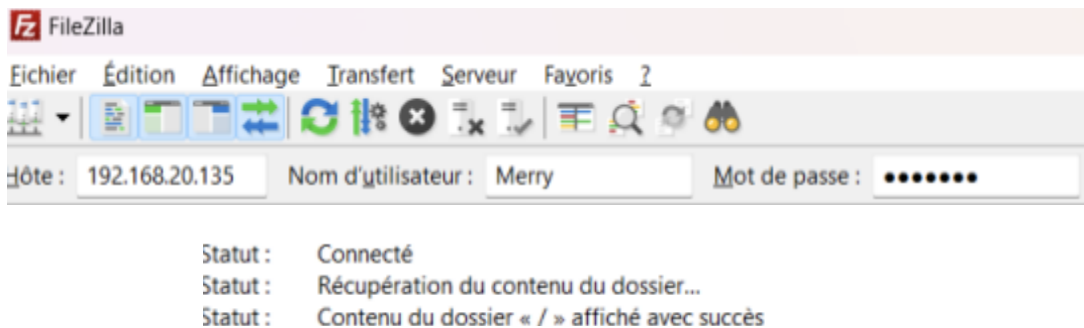 FileZilla
Fichier Édition Affichage Transfert Serveur Favoris ?
Hôte : 192.168.20.135 Nom d'utilisateur : Merry Mot de passe : •••••••
Statut : Connecté
Statut : Récupération du contenu du dossier...
Statut : Contenu du dossier « / » affiché avec succès